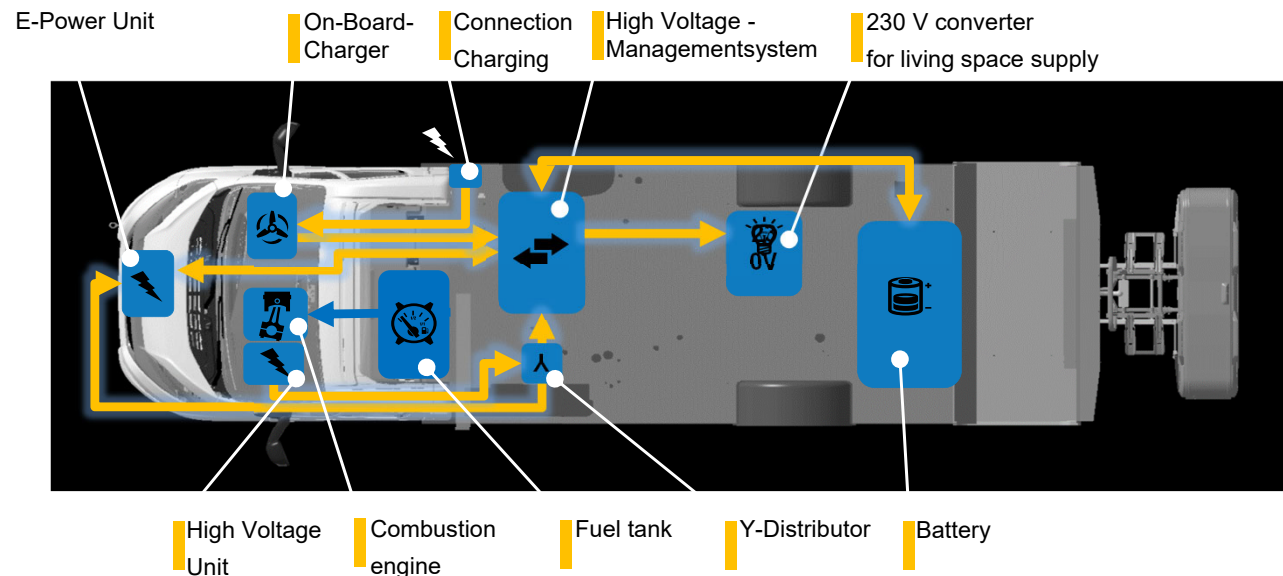 E-Power Unit
On-Board-
Charger
Connection
Charging
High Voltage -
Managementsystem
230 V converter
for living space supply
0V
+
−
Y
High Voltage
Unit
Combustion
engine
Fuel tank
Y-Distributor
Battery